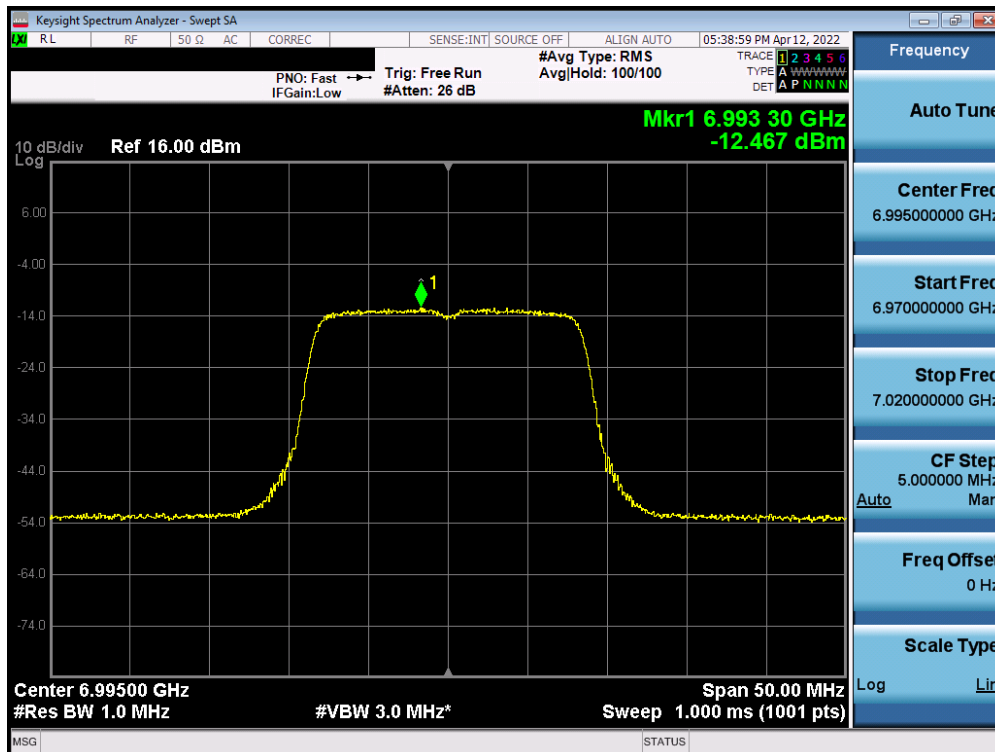 Keysight Spectrum Analyzer - Swept SA
LXI RL RF 50 Ω AC CORREC SENSE:INT SOURCE OFF ALIGN AUTO 05:38:59 PM Apr 12, 2022
PNO: Fast
IFGain:Low
Trig: Free Run
#Atten: 26 dB
#Avg Type: RMS
Avg|Hold: 100/100
TRACE 1 2 3 4 5 6
TYPE A WWWWW
DET A P N N N N
Mkr1 6.993 30 GHz
-12.467 dBm
10 dB/div Ref 16.00 dBm
Log
1
6.00
-4.00
-14.0
-24.0
-34.0
-44.0
-54.0
-64.0
-74.0
Center 6.99500 GHz Span 50.00 MHz
#Res BW 1.0 MHz #VBW 3.0 MHz* Sweep 1.000 ms (1001 pts)
MSG STATUS
Frequency
Auto Tune
Center Freq
6.995000000 GHz
Start Freq
6.970000000 GHz
Stop Freq
7.020000000 GHz
CF Step
5.000000 MHz
Auto Man
Freq Offset
0 Hz
Scale Type
Log Lin